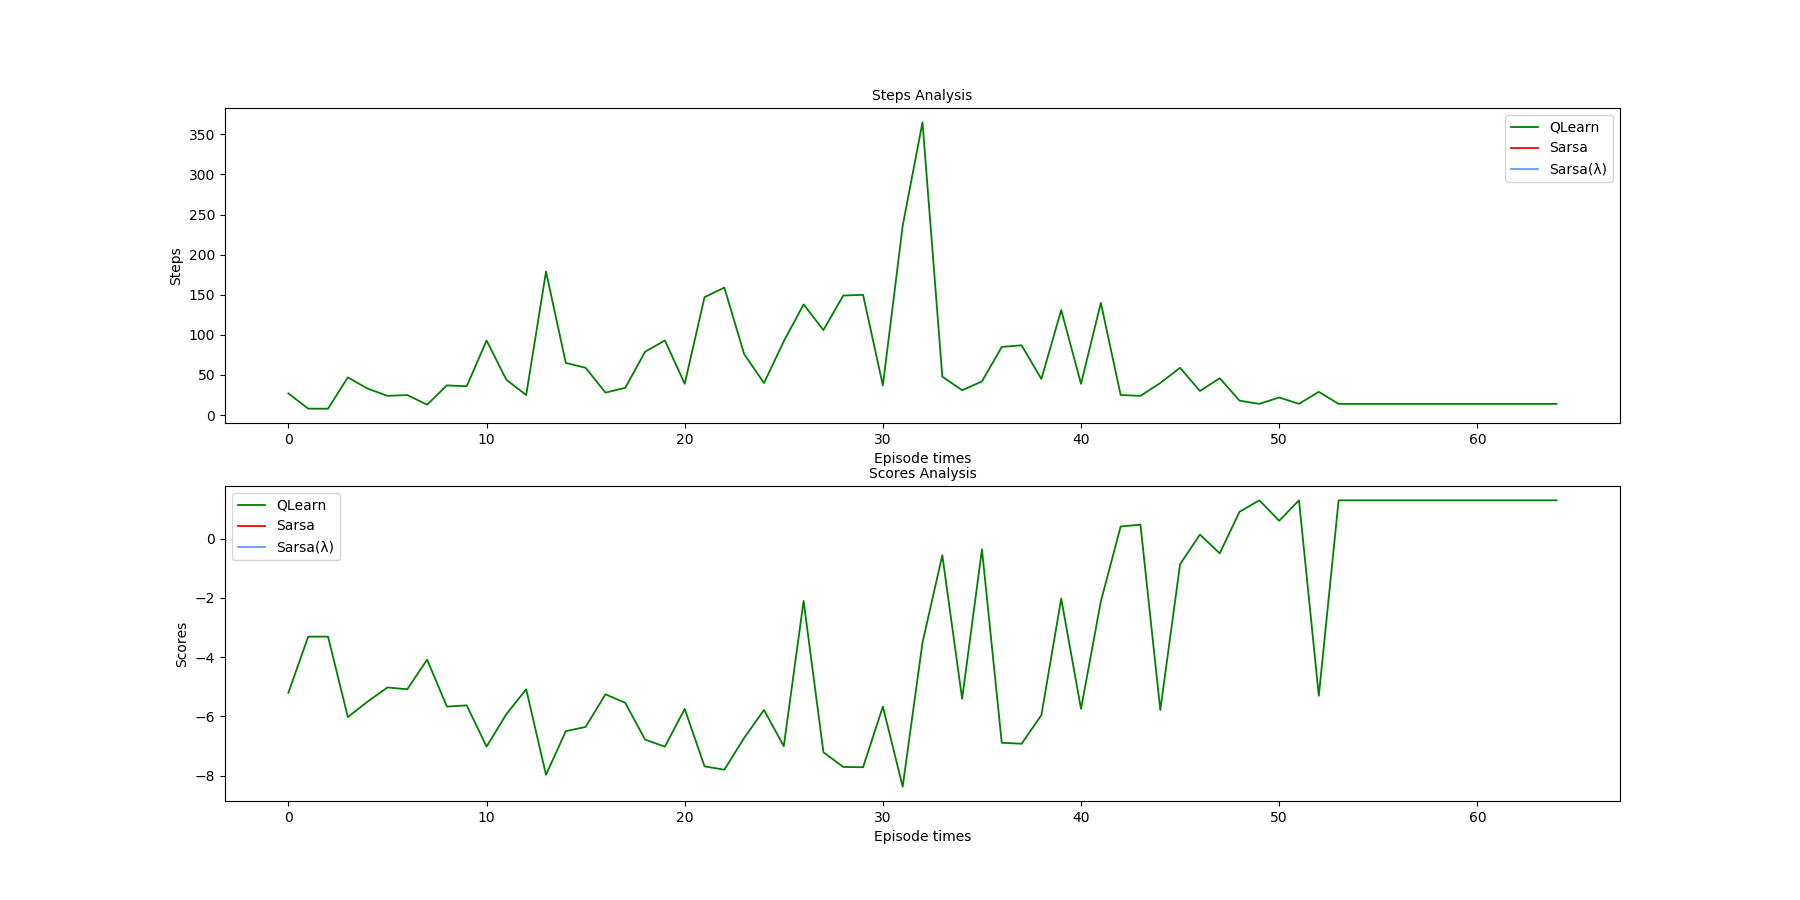 Steps Analysis
350
300
250
200
150
100
50
0
Steps
QLearn
Sarsa
Sarsa(λ)
0 10 20 30 40 50 60
Episode times
Scores Analysis
0
−2
−4
−6
−8
Scores
QLearn
Sarsa
Sarsa(λ)
0 10 20 30 40 50 60
Episode times